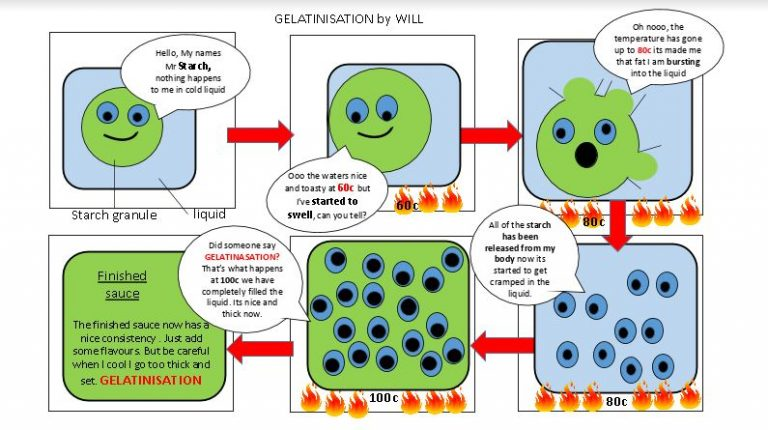 GELATINISATION by WILL
Hello, My names
Mr Starch,
nothing happens
to me in cold liquid
Starch granule
liquid
Ooo the waters nice
and toasty at 60c but
I've started to
swell, can you tell?
60c
Oh nooo, the
temperature has gone
up to 80c its made me
that fat I am bursting
into the liquid
80c
All of the starch
has been
released from my
body now its
started to get
cramped in the
liquid.
80c
Did someone say
GELATINASATION?
That's what happens
at 100c we have
completely filled the
liquid. Its nice and
thick now.
100c
Finished
sauce
The finished sauce now has a
nice consistency . Just add
some flavours. But be careful
when I cool I go too thick and
set. GELATINISATION